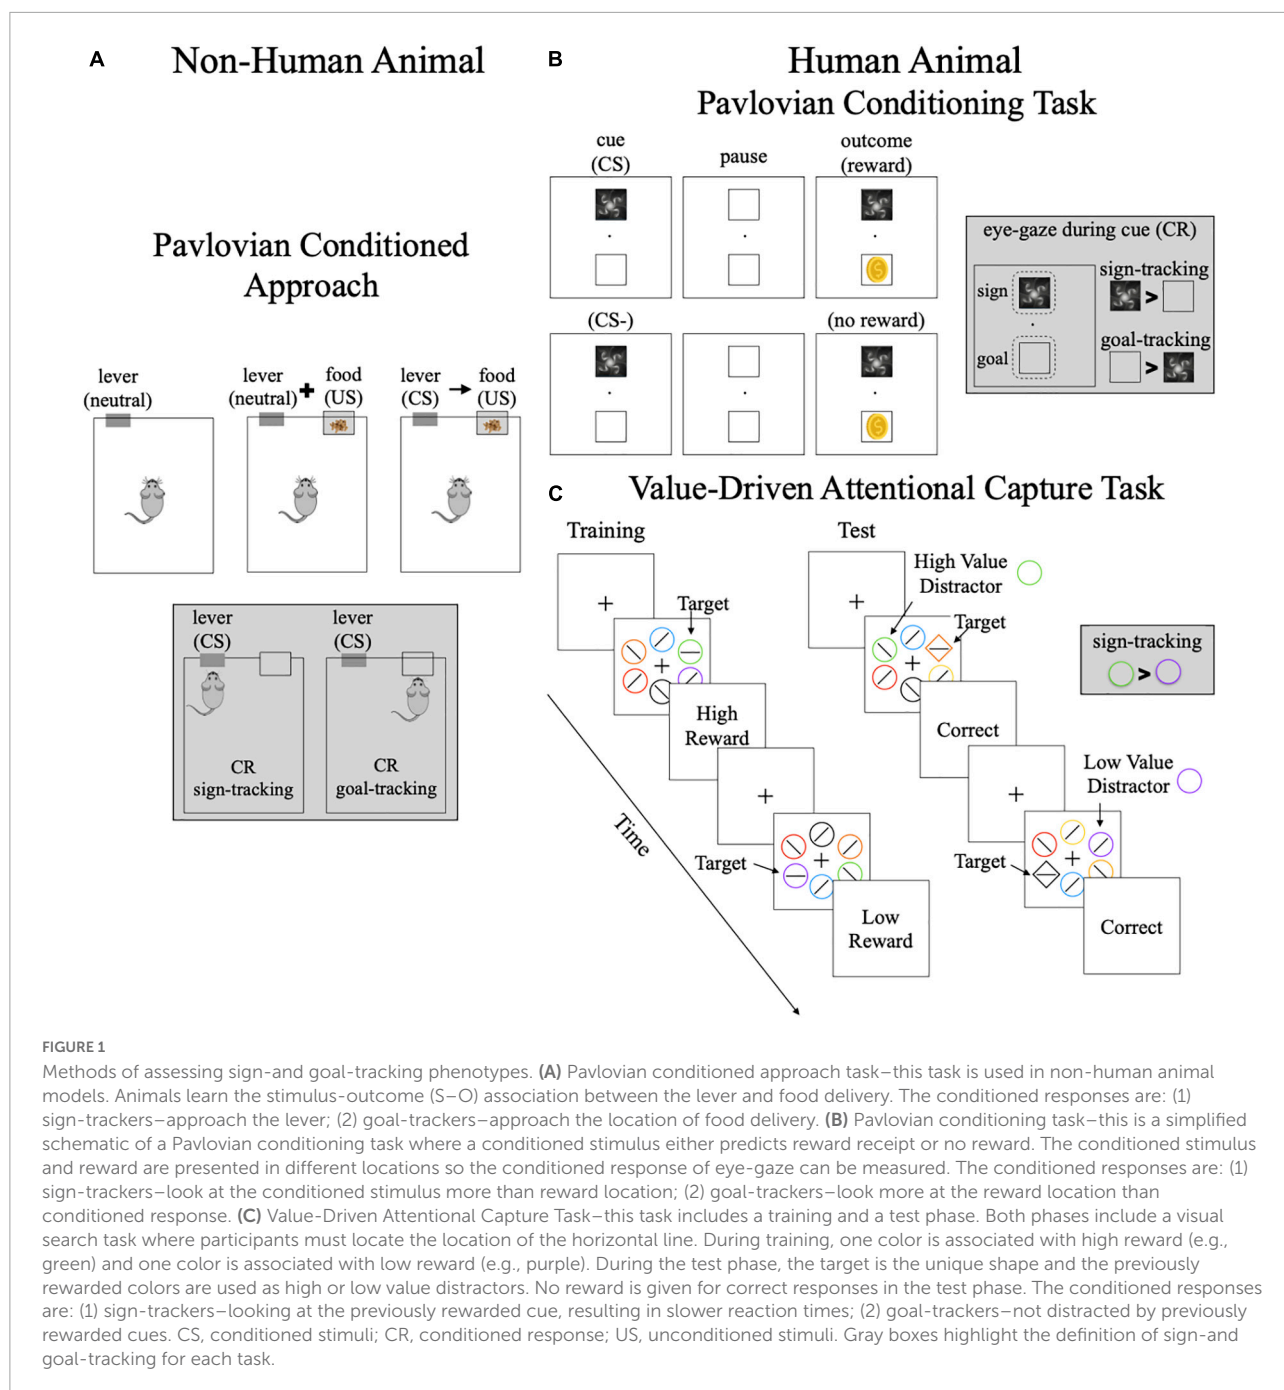 A
Non-Human Animal
Pavlovian Conditioned
Approach
lever
(neutral)
lever
(neutral)
+
food
(US)
lever
(CS)
food
(US)
lever
(CS)
lever
(CS)
CR
sign-tracking
CR
goal-tracking
B
Human Animal
Pavlovian Conditioning Task
cue
(CS)
pause
outcome
(reward)
(CS-)
(no reward)
eye-gaze during cue (CR)
sign
goal
sign-tracking
>
goal-tracking
>
C
Value-Driven Attentional Capture Task
Training
Target
High
Reward
Target
Low
Reward
Time
Test
High Value
Distractor
Target
Correct
Low Value
Distractor
Target
Correct
sign-tracking
>
FIGURE 1
Methods of assessing sign-and goal-tracking phenotypes. (A) Pavlovian conditioned approach task–this task is used in non-human animal
models. Animals learn the stimulus-outcome (S–O) association between the lever and food delivery. The conditioned responses are: (1)
sign-trackers–approach the lever; (2) goal-trackers–approach the location of food delivery. (B) Pavlovian conditioning task–this is a simplified
schematic of a Pavlovian conditioning task where a conditioned stimulus either predicts reward receipt or no reward. The conditioned stimulus
and reward are presented in different locations so the conditioned response of eye-gaze can be measured. The conditioned responses are: (1)
sign-trackers–look at the conditioned stimulus more than reward location; (2) goal-trackers–look more at the reward location than
conditioned response. (C) Value-Driven Attentional Capture Task–this task includes a training and a test phase. Both phases include a visual
search task where participants must locate the location of the horizontal line. During training, one color is associated with high reward (e.g.,
green) and one color is associated with low reward (e.g., purple). During the test phase, the target is the unique shape and the previously
rewarded colors are used as high or low value distractors. No reward is given for correct responses in the test phase. The conditioned responses
are: (1) sign-trackers–looking at the previously rewarded cue, resulting in slower reaction times; (2) goal-trackers–not distracted by previously
rewarded cues. CS, conditioned stimuli; CR, conditioned response; US, unconditioned stimuli. Gray boxes highlight the definition of sign-and
goal-tracking for each task.